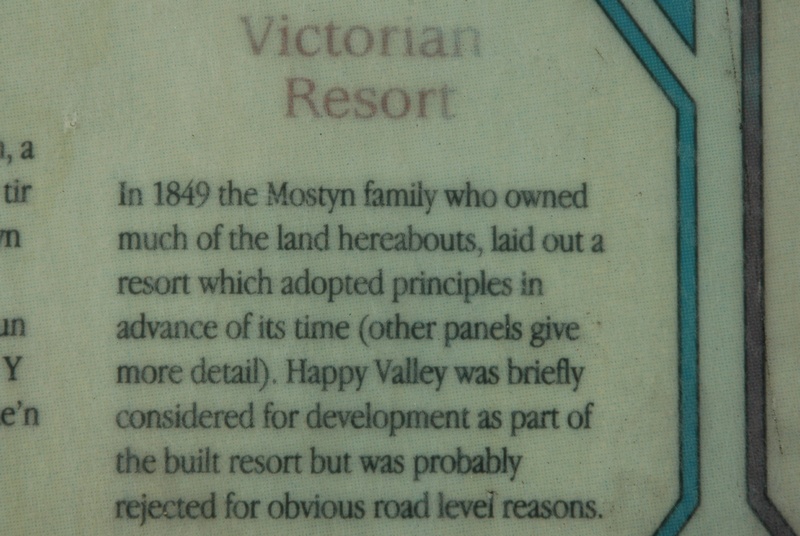 Victorian
Resort
In 1849 the Mostyn family who owned
much of the land hereabouts, laid out a
resort which adopted principles in
advance of its time (other panels give
more detail). Happy Valley was briefly
considered for development as part of
the built resort but was probably
rejected for obvious road level reasons.
a
tir
Y